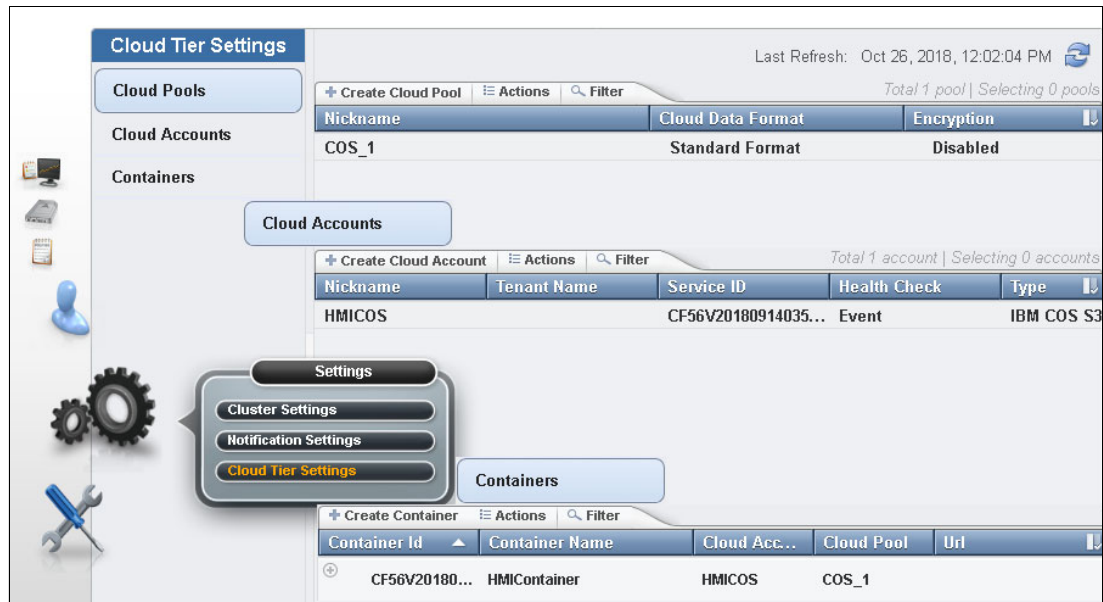 Cloud Tier Settings
Last Refresh: Oct 26, 2018, 12:02:04 PM
Cloud Pools
Cloud Accounts
Containers
Create Cloud Pool Actions Filter Total 1 pool | Selecting 0 pools
Nickname Cloud Data Format Encryption
COS_1 Standard Format Disabled
Cloud Accounts
Create Cloud Account Actions Filter Total 1 account | Selecting 0 accounts
Nickname Tenant Name Service ID Health Check Type
HMICOS CF56V20180914035... Event IBM COS S3
Settings
Cluster Settings
Notification Settings
Cloud Tier Settings
Containers
Create Container Actions Filter
Container Id Container Name Cloud Acc... Cloud Pool Url
CF56V20180... HMIContainer HMICOS COS_1